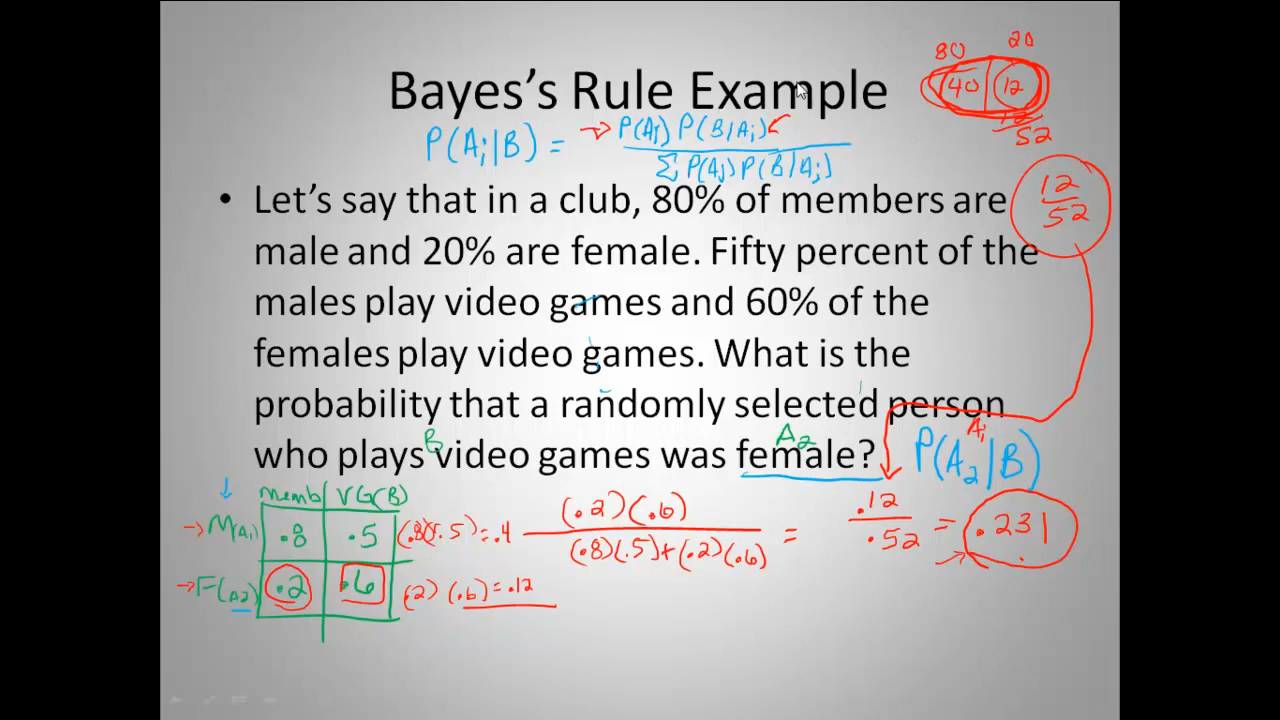 80 20
40 12
12
52
Bayes's Rule Example
P(Ai|B) = P(Ai) P(B|Ai)
Σ P(Aj) P(B|Aj)
12
52
• Let's say that in a club, 80% of members are
male and 20% are female. Fifty percent of the
males play video games and 60% of the
females play video games. What is the
probability that a randomly selected person
who plays video games was female?
B A2 Ai
P(A2|B)
memb VG(B)
M(A1) .8 .5 (.8)(.5)=.4
F(A2) .2 .6 (.2) (.6)=.12
(.2)(.6)
(.8)(.5)+(.2)(.6)
= .12
.52
= .231